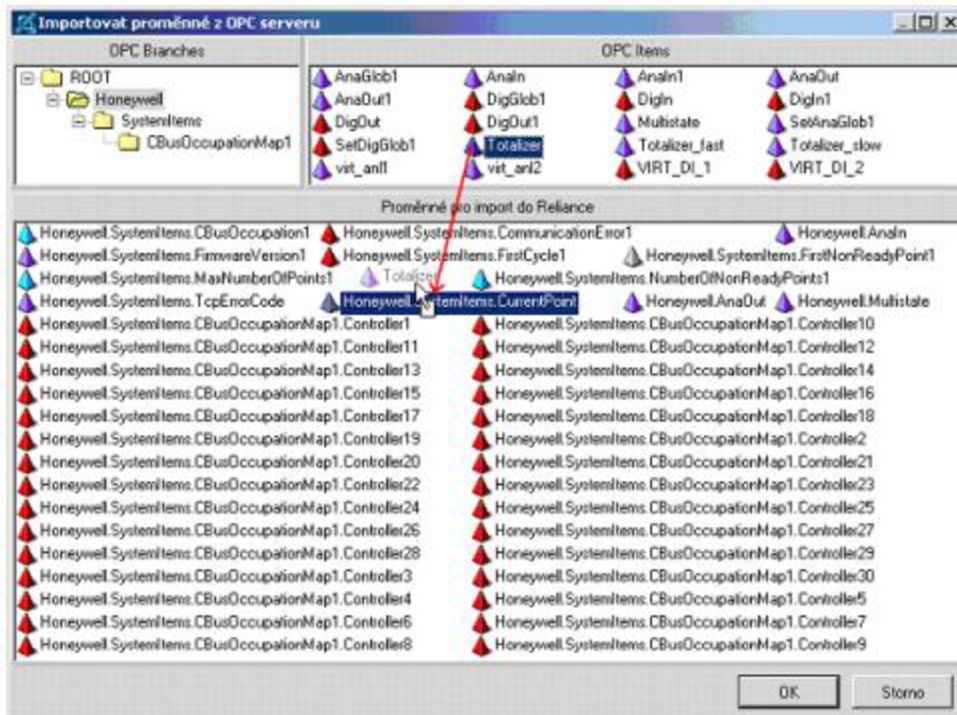 Importovat proměnné z OPC serveru
OPC Branches
OPC Items
ROOT
Honeywell
SystemItems
CBusOccupationMap1
AnaGlob1 AnaIn AnaIn1 AnaOut
AnaOut1 DigGlob1 DigIn DigIn1
DigOut DigOut1 Multistate SetAnaGlob1
SetDigGlob1 Totalizer Totalizer_fast Totalizer_slow
virt_anl1 virt_anl2 VIRT_DI_1 VIRT_DI_2
Proměnné pro import do Reliance
Honeywell.SystemItems.CBusOccupation1 Honeywell.SystemItems.CommunicationError1 Honeywell.AnaIn
Honeywell.SystemItems.FirmwareVersion1 Honeywell.SystemItems.FirstCycle1 Honeywell.SystemItems.FirstNonReadyPoint1
Honeywell.SystemItems.MaxNumberOfPoints1 Totalizer Honeywell.SystemItems.NumberOfNonReadyPoints1
Honeywell.SystemItems.TcpErrorCode Honeywell.SystemItems.CurrentPoint Honeywell.AnaOut Honeywell.Multistate
Honeywell.SystemItems.CBusOccupationMap1.Controller1 Honeywell.SystemItems.CBusOccupationMap1.Controller10
Honeywell.SystemItems.CBusOccupationMap1.Controller11 Honeywell.SystemItems.CBusOccupationMap1.Controller12
Honeywell.SystemItems.CBusOccupationMap1.Controller13 Honeywell.SystemItems.CBusOccupationMap1.Controller14
Honeywell.SystemItems.CBusOccupationMap1.Controller15 Honeywell.SystemItems.CBusOccupationMap1.Controller16
Honeywell.SystemItems.CBusOccupationMap1.Controller17 Honeywell.SystemItems.CBusOccupationMap1.Controller18
Honeywell.SystemItems.CBusOccupationMap1.Controller19 Honeywell.SystemItems.CBusOccupationMap1.Controller2
Honeywell.SystemItems.CBusOccupationMap1.Controller20 Honeywell.SystemItems.CBusOccupationMap1.Controller21
Honeywell.SystemItems.CBusOccupationMap1.Controller22 Honeywell.SystemItems.CBusOccupationMap1.Controller23
Honeywell.SystemItems.CBusOccupationMap1.Controller24 Honeywell.SystemItems.CBusOccupationMap1.Controller25
Honeywell.SystemItems.CBusOccupationMap1.Controller26 Honeywell.SystemItems.CBusOccupationMap1.Controller27
Honeywell.SystemItems.CBusOccupationMap1.Controller28 Honeywell.SystemItems.CBusOccupationMap1.Controller29
Honeywell.SystemItems.CBusOccupationMap1.Controller3 Honeywell.SystemItems.CBusOccupationMap1.Controller30
Honeywell.SystemItems.CBusOccupationMap1.Controller4 Honeywell.SystemItems.CBusOccupationMap1.Controller5
Honeywell.SystemItems.CBusOccupationMap1.Controller6 Honeywell.SystemItems.CBusOccupationMap1.Controller7
Honeywell.SystemItems.CBusOccupationMap1.Controller8 Honeywell.SystemItems.CBusOccupationMap1.Controller9
OK Storno